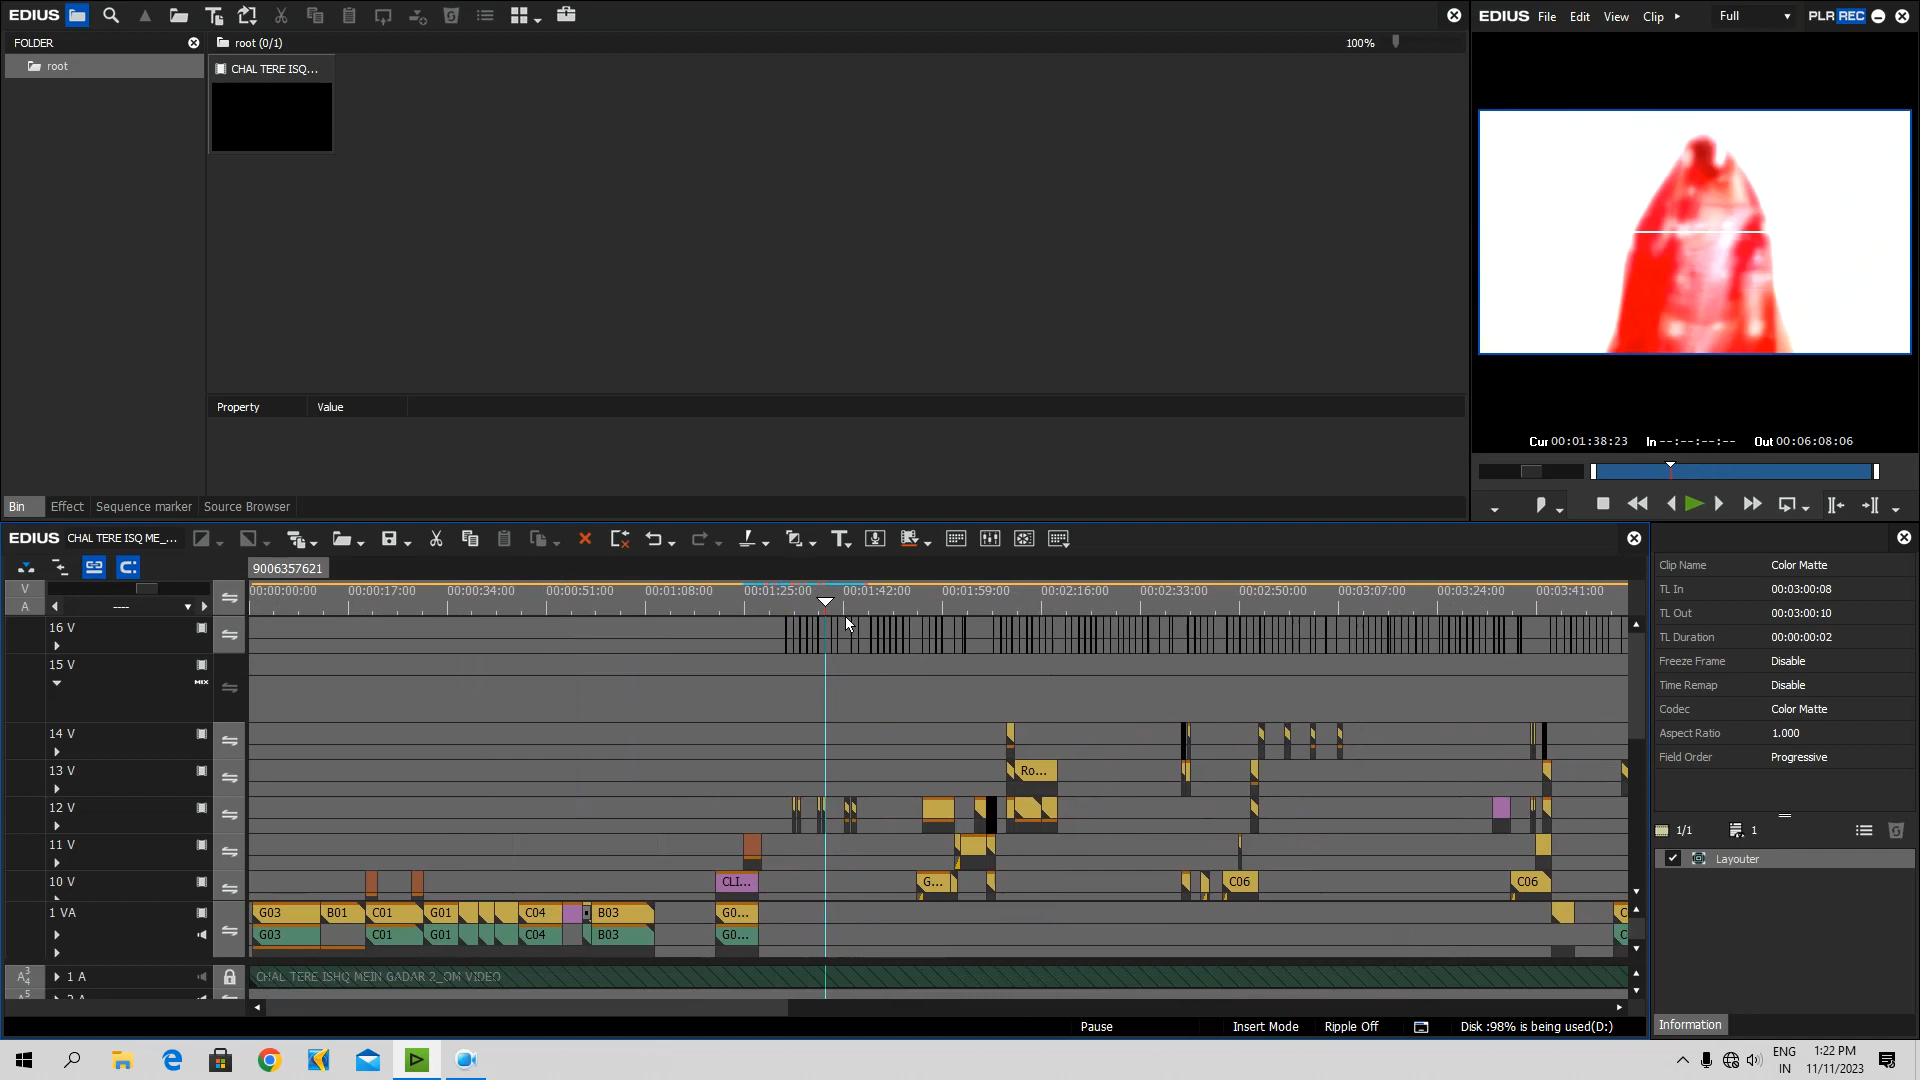 EDIUS
FOLDER
root
root (0/1)
100%
CHAL TERE ISQ...
Property Value
Bin Effect Sequence marker Source Browser
EDIUS File Edit View Clip Full PLR REC
Cur 00:01:38:23 In --:--:--:-- Out 00:06:08:06
EDIUS CHAL TERE ISQ ME_...
9006357621
V
A ----
00:00:00:00 00:00:17:00 00:00:34:00 00:00:51:00 00:01:08:00 00:01:25:00 00:01:42:00 00:01:59:00 00:02:16:00 00:02:33:00 00:02:50:00 00:03:07:00 00:03:24:00 00:03:41:00
16 V
15 V
MIX
14 V
13 V Ro...
12 V
11 V
10 V CLI... G... C06 C06
1 VA G03 B01 C01 G01 C04 B03 G0... C
G03 C01 G01 C04 B03 G0... C
1 A CHAL TERE ISHQ MEIN GADAR 2_OM VIDEO
Pause Insert Mode Ripple Off Disk :98% is being used(D:)
Clip Name Color Matte
TL In 00:03:00:08
TL Out 00:03:00:10
TL Duration 00:00:00:02
Freeze Frame Disable
Time Remap Disable
Codec Color Matte
Aspect Ratio 1.000
Field Order Progressive
1/1 1
Layouter
Information
ENG
IN
1:22 PM
11/11/2023